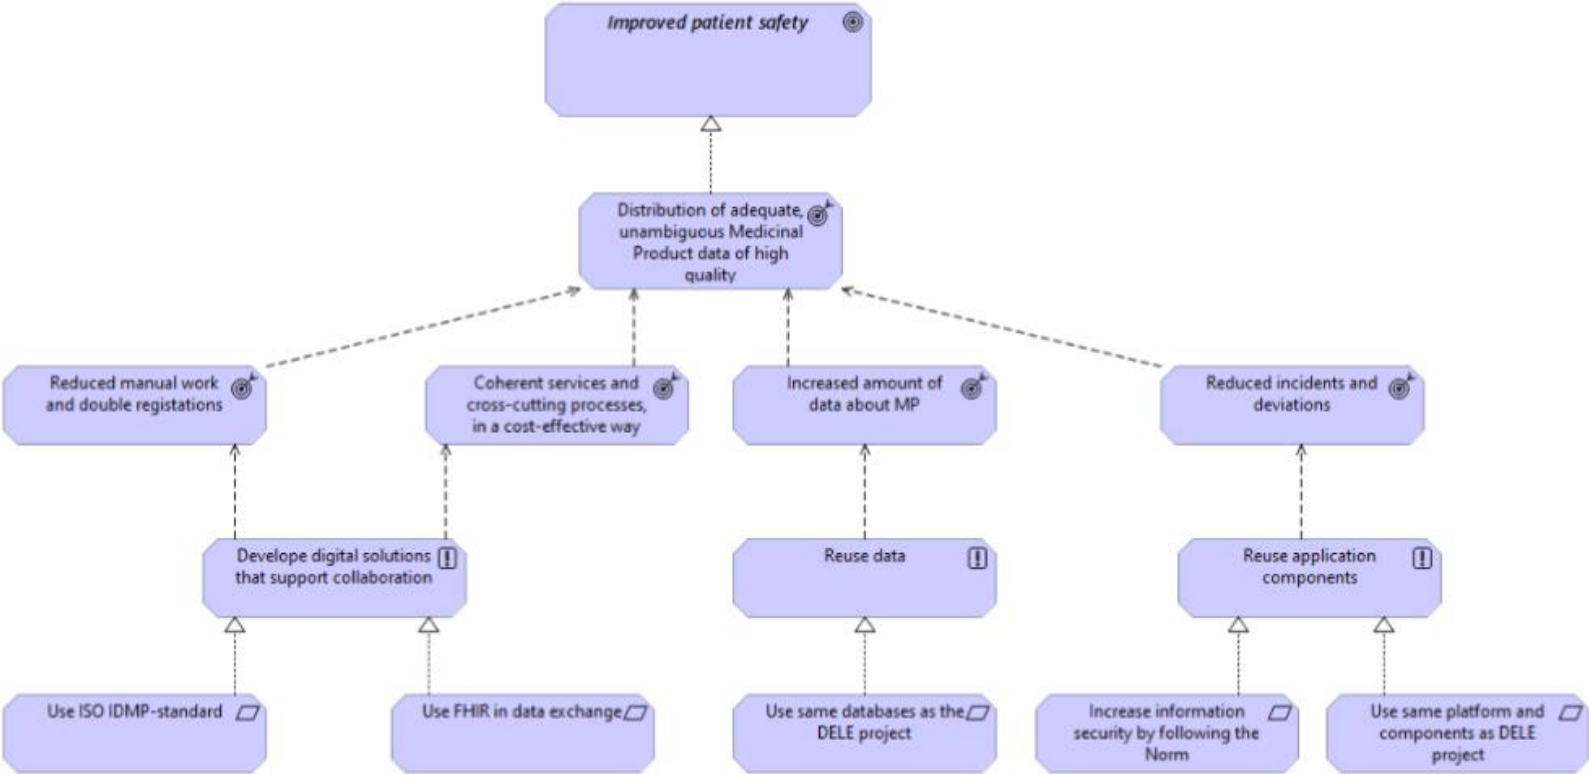 Improved patient safety
Distribution of adequate,
unambiguous Medicinal
Product data of high
quality
Reduced manual work
and double registations
Coherent services and
cross-cutting processes,
in a cost-effective way
Increased amount of
data about MP
Reduced incidents and
deviations
Develope digital solutions
that support collaboration
Reuse data
Reuse application
components
Use ISO IDMP-standard
Use FHIR in data exchange
Use same databases as the
DELE project
Increase information
security by following the
Norm
Use same platform and
components as DELE
project